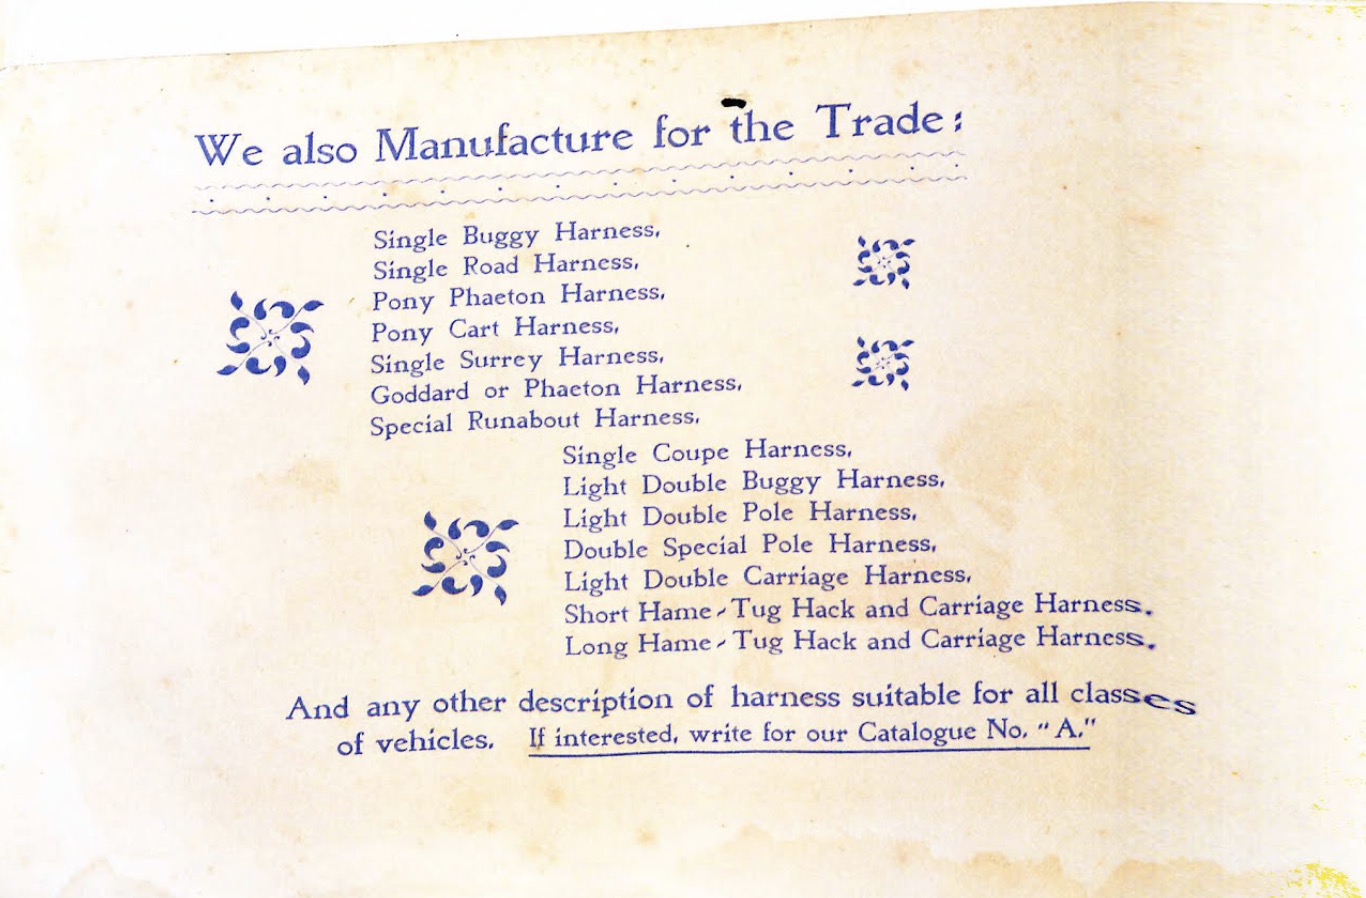 We also Manufacture for the Trade:
Single Buggy Harness,
Single Road Harness,
Pony Phaeton Harness,
Pony Cart Harness,
Single Surrey Harness,
Goddard or Phaeton Harness,
Special Runabout Harness,
Single Coupe Harness,
Light Double Buggy Harness,
Light Double Pole Harness,
Double Special Pole Harness,
Light Double Carriage Harness,
Short Hame-Tug Hack and Carriage Harness.
Long Hame-Tug Hack and Carriage Harness.
And any other description of harness suitable for all classes
of vehicles. If interested, write for our Catalogue No. "A."